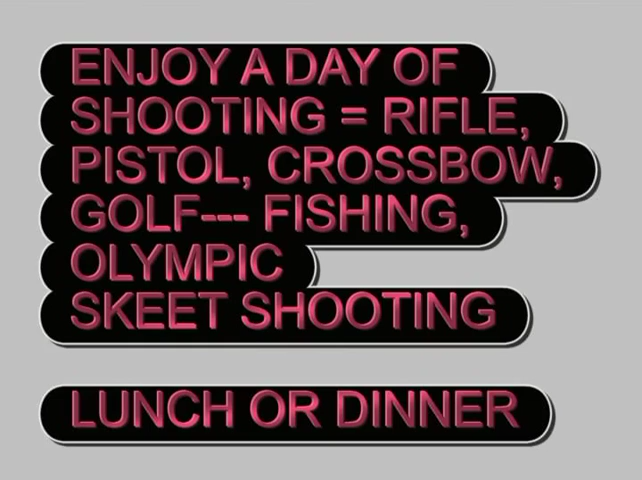 ENJOY A DAY OF
SHOOTING = RIFLE,
PISTOL, CROSSBOW,
GOLF--- FISHING,
OLYMPIC
SKEET SHOOTING
LUNCH OR DINNER